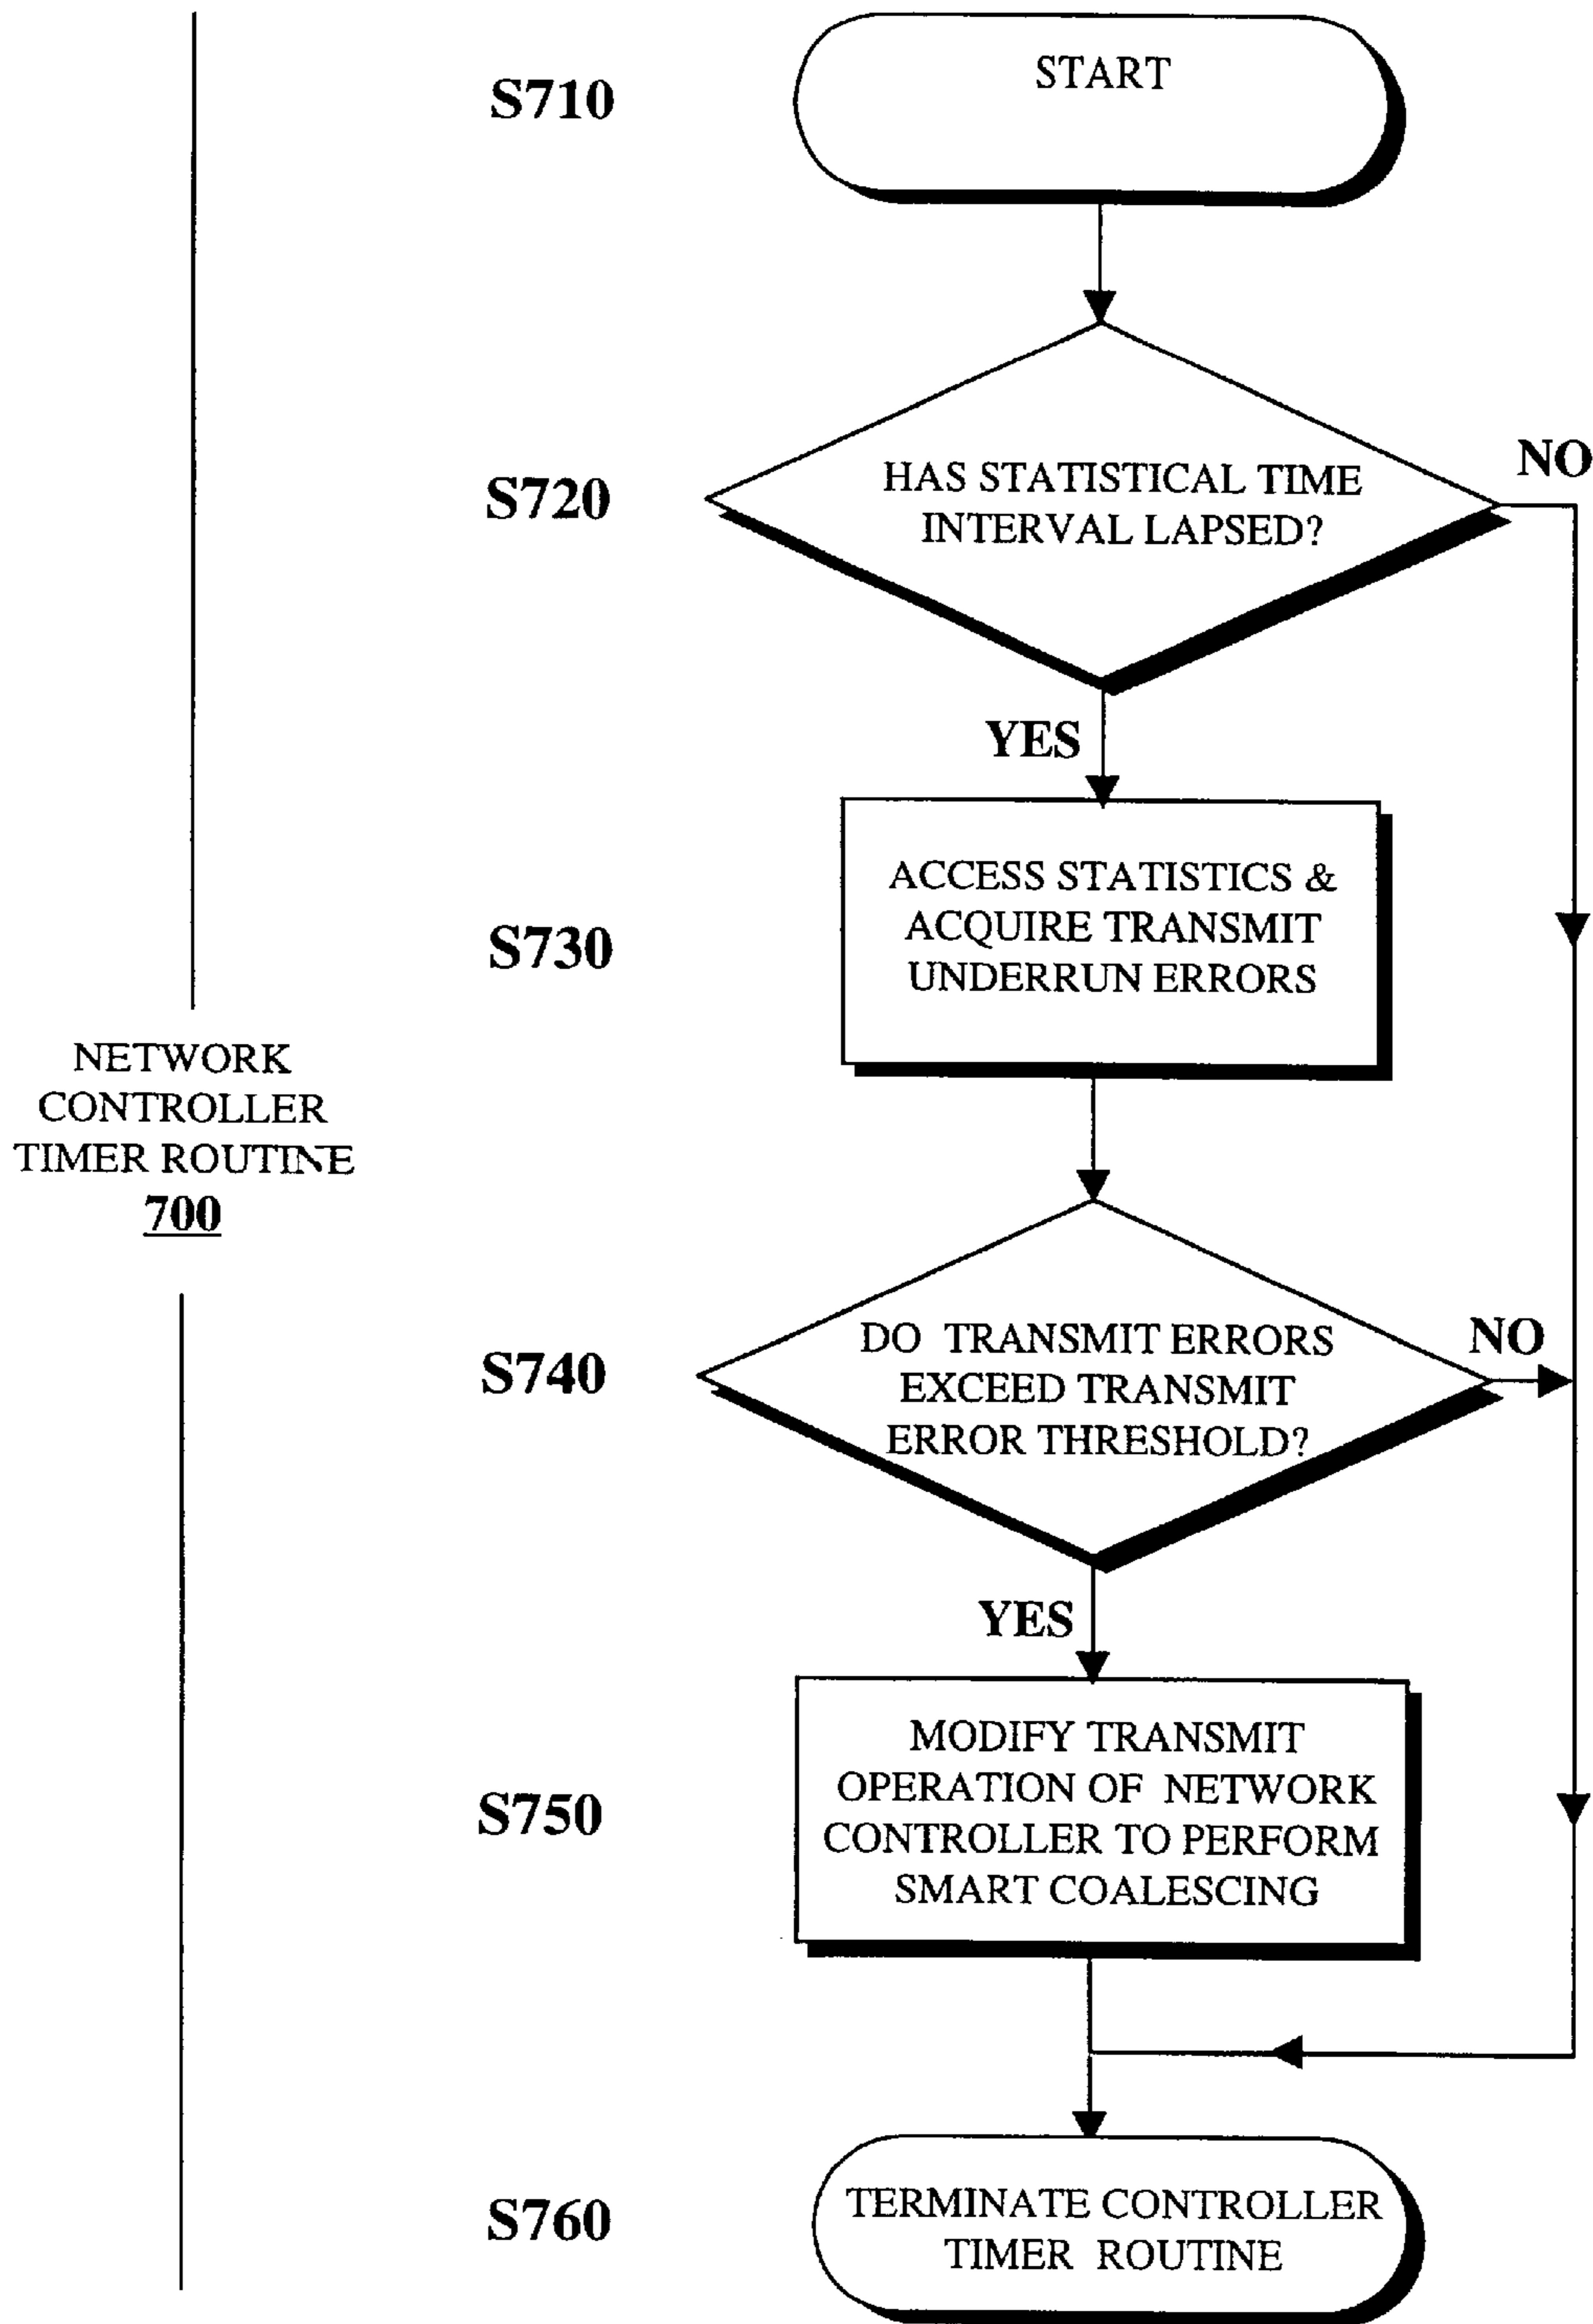 S710
START
S720
HAS STATISTICAL TIME
INTERVAL LAPSED?
NO
YES
S730
ACCESS STATISTICS &
ACQUIRE TRANSMIT
UNDERRUN ERRORS
NETWORK
CONTROLLER
TIMER ROUTINE
700
S740
DO TRANSMIT ERRORS
EXCEED TRANSMIT
ERROR THRESHOLD?
NO
YES
S750
MODIFY TRANSMIT
OPERATION OF NETWORK
CONTROLLER TO PERFORM
SMART COALESCING
S760
TERMINATE CONTROLLER
TIMER ROUTINE